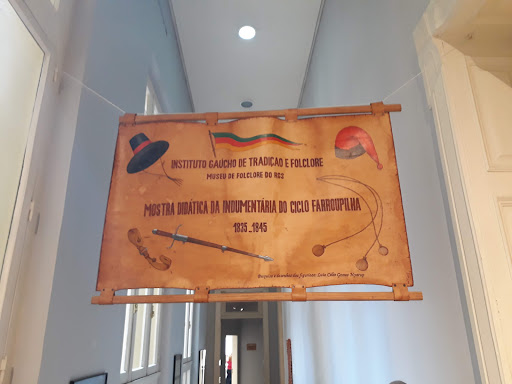 INSTITUTO GAÚCHO DE TRADIÇÃO E FOLCLORE
MUSEU DE FOLCLORE DO RGS
MOSTRA DIDÁTICA DA INDUMENTÁRIA DO CICLO FARROUPILHA
1835-1845